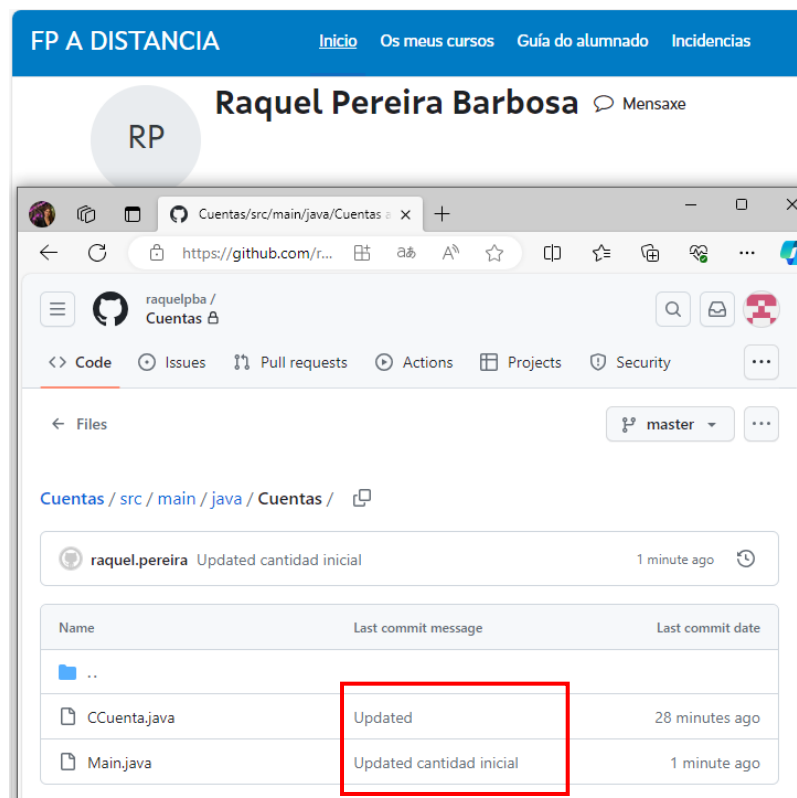 FP A DISTANCIA Inicio Os meus cursos Guía do alumnado Incidencias
Raquel Pereira Barbosa Mensaxe
RP
Cuentas/src/main/java/Cuentas
https://github.com/r... aあ A
raquelpba /
Cuentas
Code Issues Pull requests Actions Projects Security ...
Files master ...
Cuentas / src / main / java / Cuentas /
raquel.pereira Updated cantidad inicial 1 minute ago
Name Last commit message Last commit date
..
CCuenta.java Updated 28 minutes ago
Main.java Updated cantidad inicial 1 minute ago